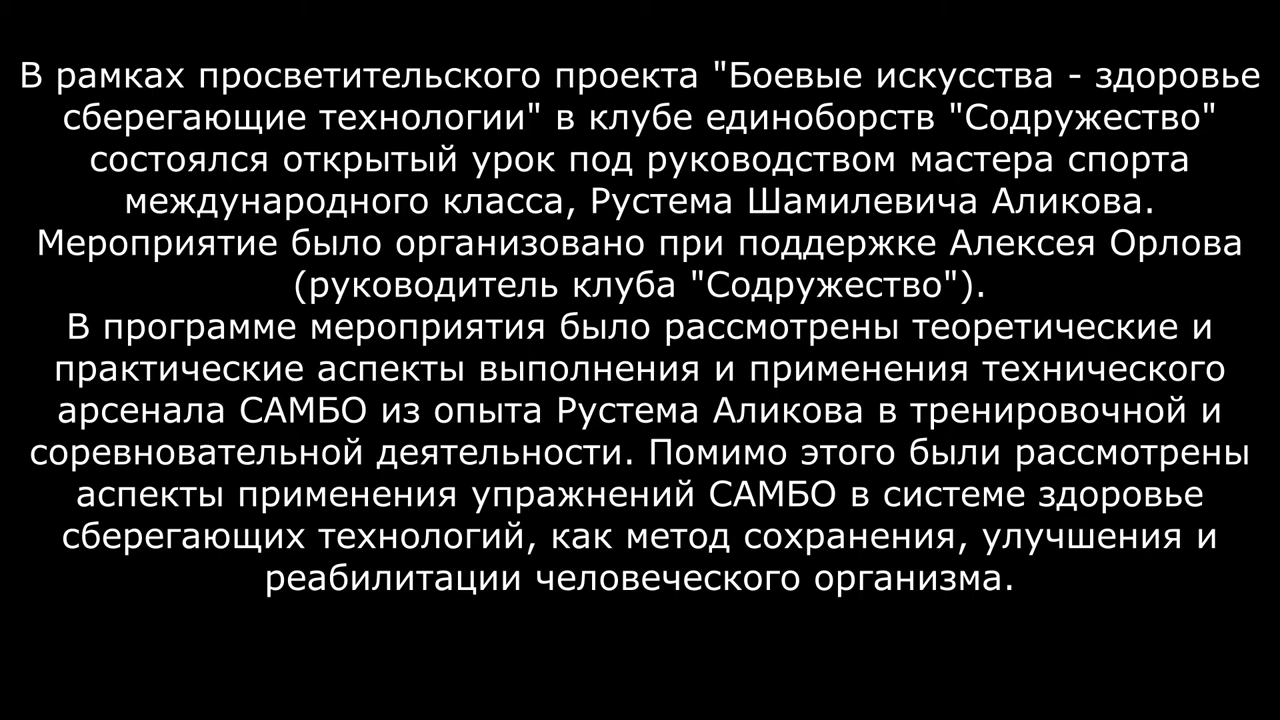 В рамках просветительского проекта "Боевые искусства - здоровье
сберегающие технологии" в клубе единоборств "Содружество"
состоялся открытый урок под руководством мастера спорта
международного класса, Рустема Шамилевича Аликова.
Мероприятие было организовано при поддержке Алексея Орлова
(руководитель клуба "Содружество").
В программе мероприятия было рассмотрены теоретические и
практические аспекты выполнения и применения технического
арсенала САМБО из опыта Рустема Аликова в тренировочной и
соревновательной деятельности. Помимо этого были рассмотрены
аспекты применения упражнений САМБО в системе здоровье
сберегающих технологий, как метод сохранения, улучшения и
реабилитации человеческого организма.